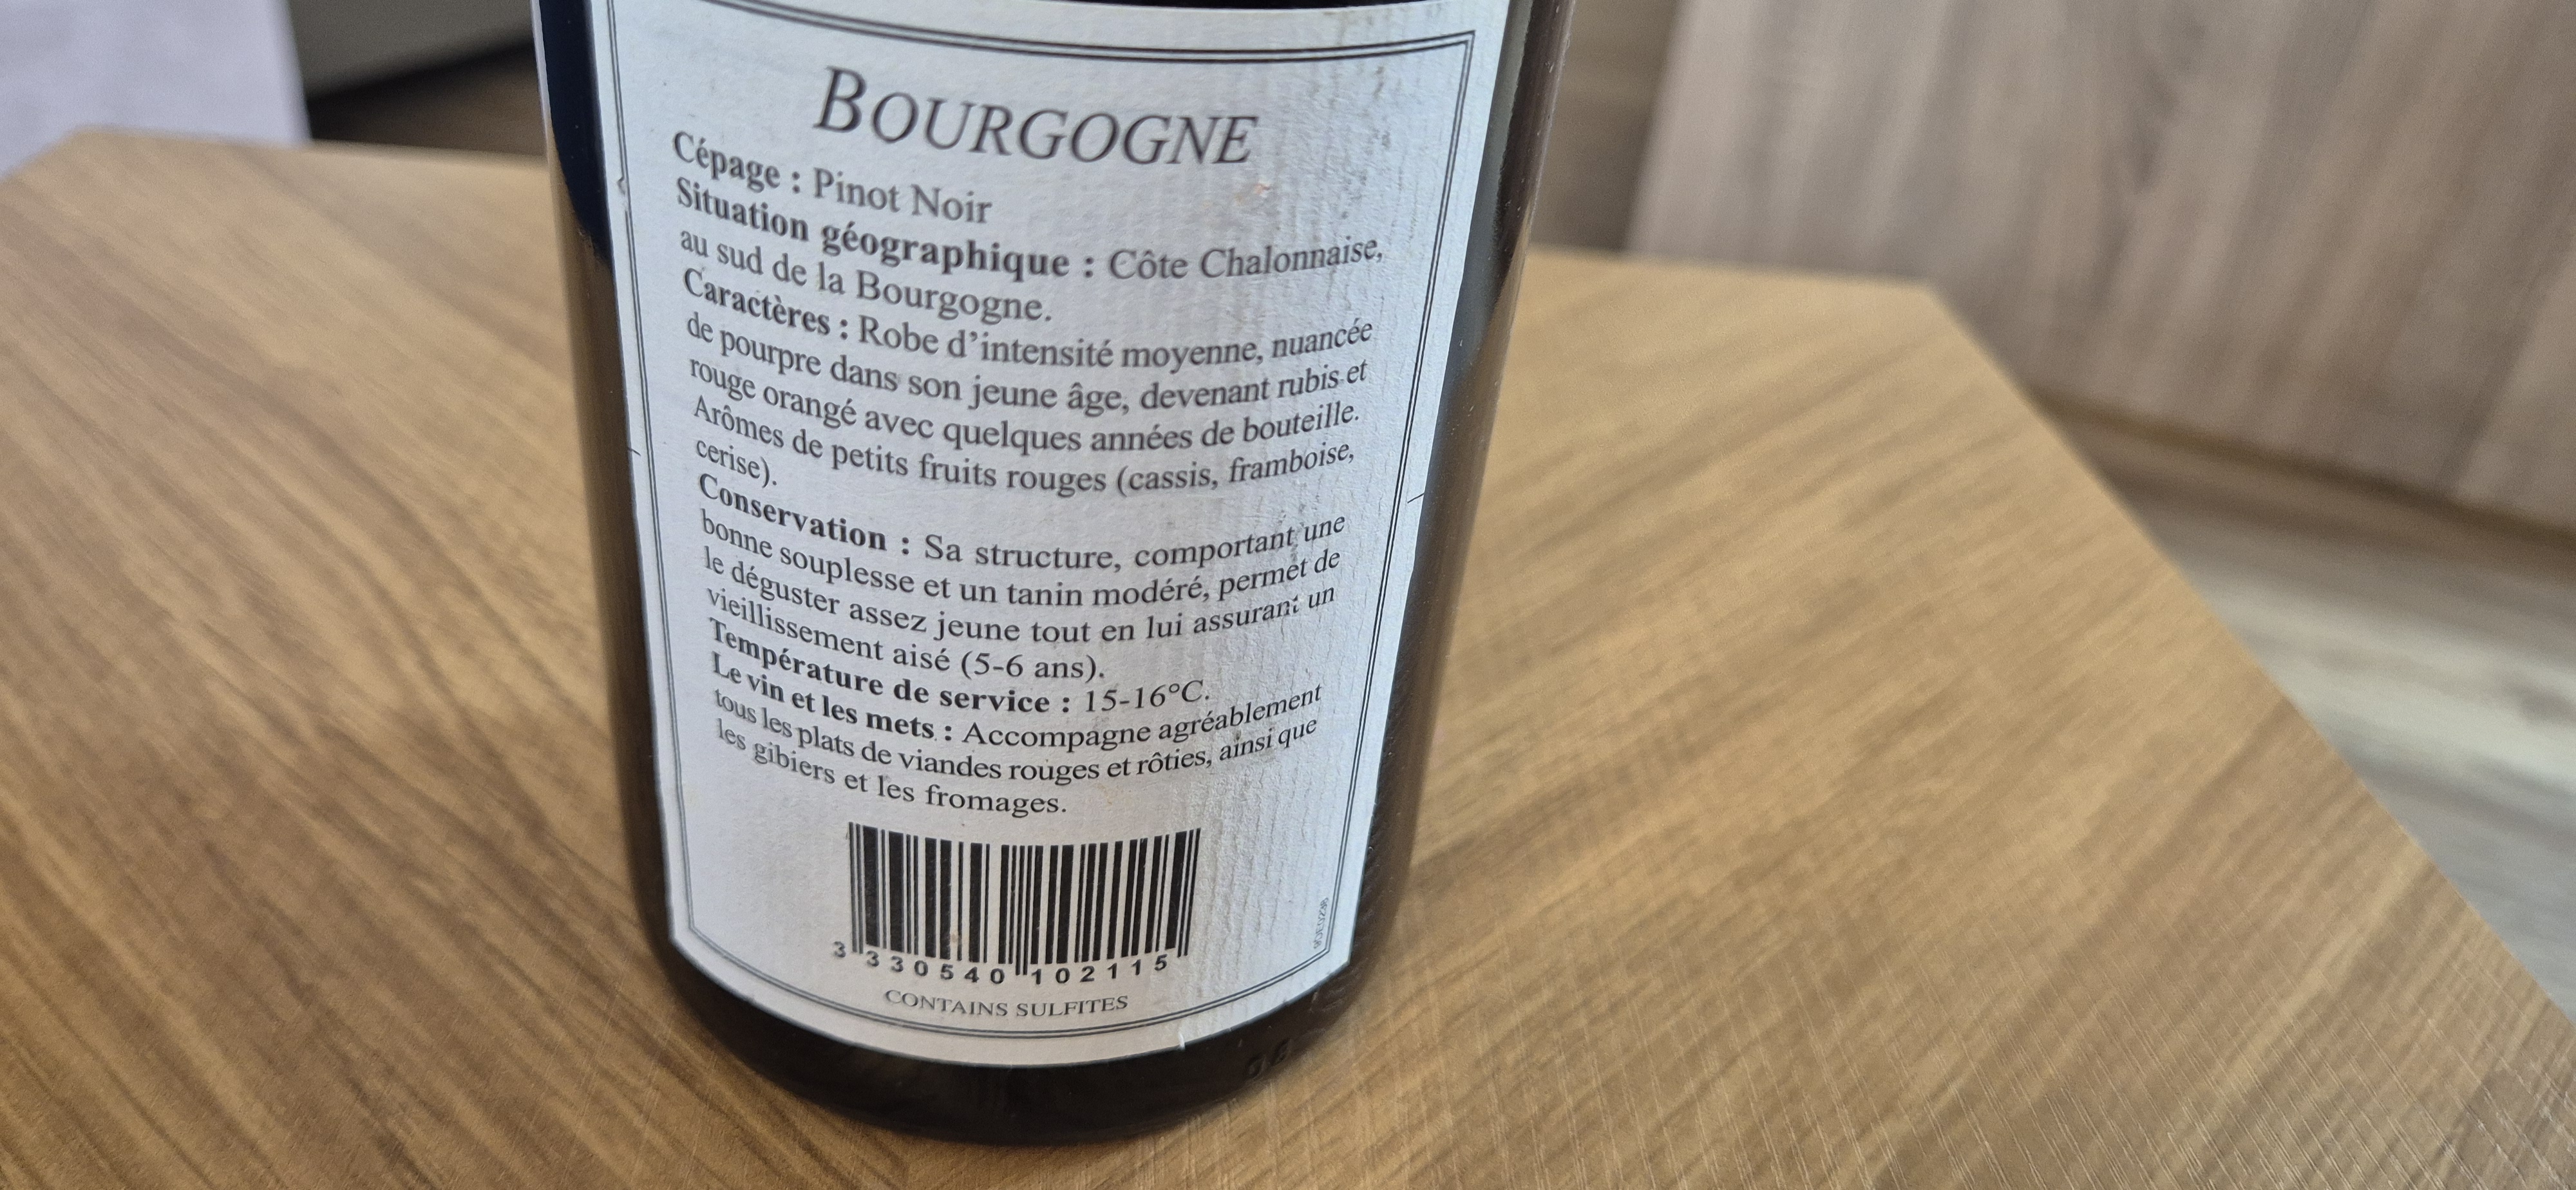 BOURGOGNE
Cépage : Pinot Noir
Situation géographique : Côte Chalonnaise,
au sud de la Bourgogne.
Caractères : Robe d’intensité moyenne, nuancée
de pourpre dans son jeune âge, devenant rubis et
rouge orangé avec quelques années de bouteille.
Arômes de petits fruits rouges (cassis, framboise,
cerise).
Conservation : Sa structure, comportant une
bonne souplesse et un tanin modéré, permet de
le déguster assez jeune tout en lui assurant un
vieillissement aisé (5-6 ans).
Température de service : 15-16°C.
Le vin et les mets : Accompagne agréablement
tous les plats de viandes rouges et rôties, ainsi que
les gibiers et les fromages.
3 330540 102115
CONTAINS SULFITES